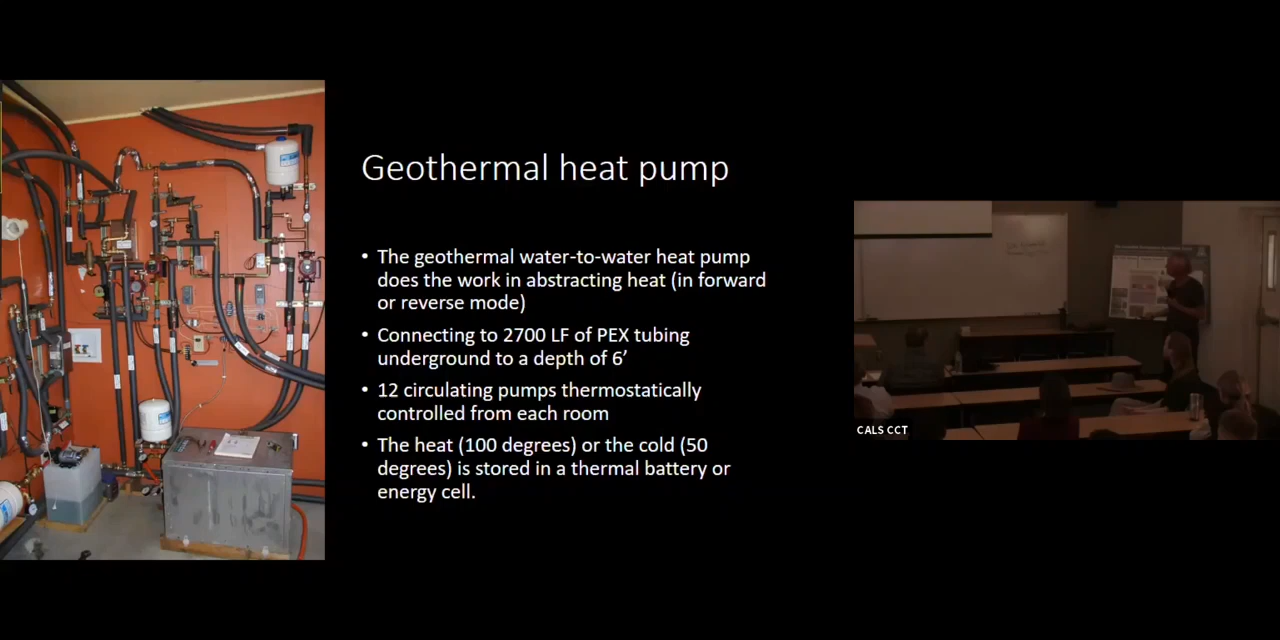 Geothermal heat pump
• The geothermal water-to-water heat pump
does the work in abstracting heat (in forward
or reverse mode)
• Connecting to 2700 LF of PEX tubing
underground to a depth of 6’
• 12 circulating pumps thermostatically
controlled from each room
• The heat (100 degrees) or the cold (50
degrees) is stored in a thermal battery or
energy cell.
CALS CCT